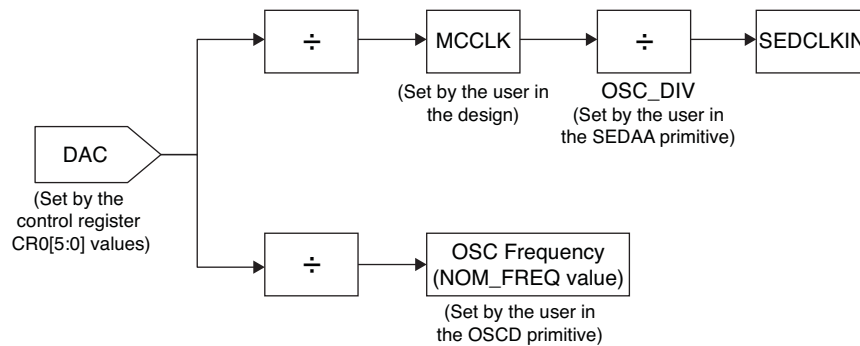 ÷
MCCLK
(Set by the user in
the design)
÷
OSC_DIV
(Set by the user in
the SEDAA primitive)
SEDCLKIN
DAC
(Set by the
control register
CR0[5:0] values)
÷
OSC Frequency
(NOM_FREQ value)
(Set by the user in
the OSCD primitive)